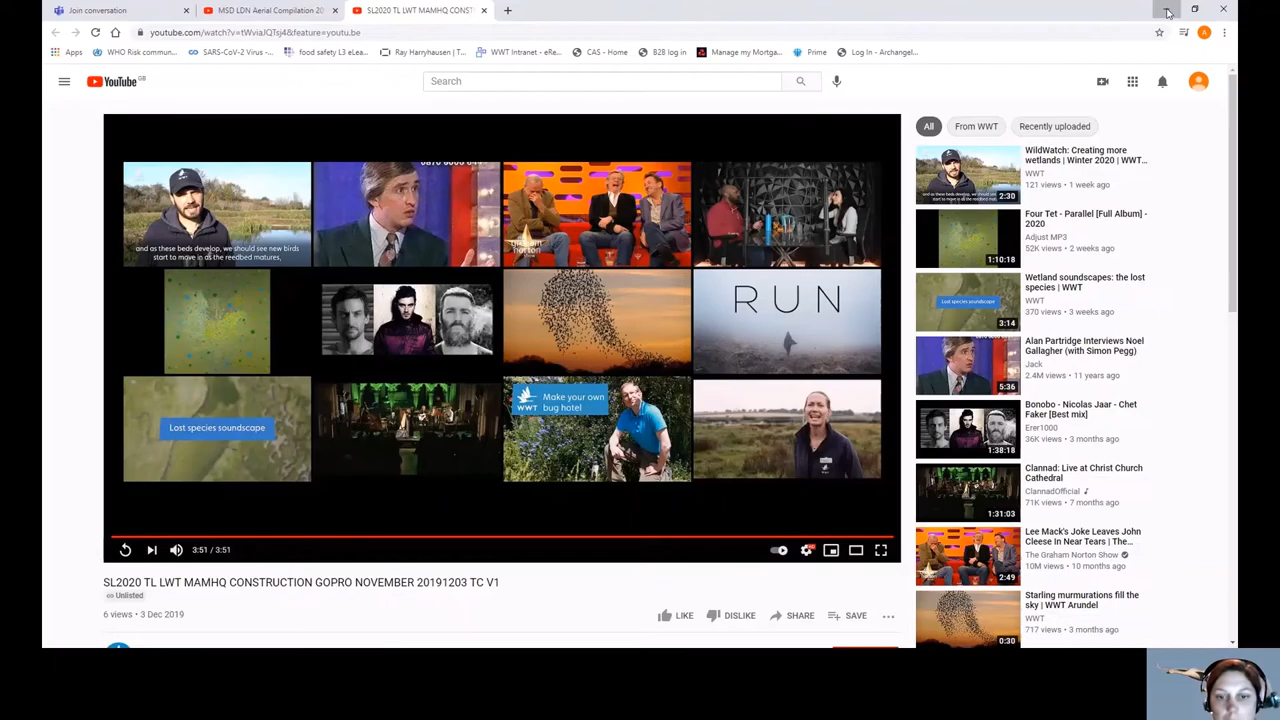 Join conversation
MSD LDN Aerial Compilation 20
SL2020 TL LWT MAMHQ CONST
youtube.com/watch?v=tWviaJQTsj4&feature=youtu.be
Apps
WHO Risk commun...
SARS-CoV-2 Virus -...
food safety L3 eLea...
Ray Harryhausen | T...
WWT Intranet - eRe...
CAS - Home
B2B log in
Manage my Mortga...
Prime
Log In - Archangel...
YouTube GB
Search
All
From WWT
Recently uploaded
and as these beds develop, we should see new birds
start to move in as the reedbed matures,
RUN
Lost species soundscape
WWT
Make your own
bug hotel
3:51 / 3:51
SL2020 TL LWT MAMHQ CONSTRUCTION GOPRO NOVEMBER 20191203 TC V1
Unlisted
6 views • 3 Dec 2019
LIKE
DISLIKE
SHARE
SAVE
WildWatch: Creating more
wetlands | Winter 2020 | WWT...
WWT
121 views • 1 week ago
2:30
Four Tet - Parallel [Full Album] -
2020
Adjust MP3
52K views • 2 weeks ago
1:10:18
Wetland soundscapes: the lost
species | WWT
WWT
370 views • 3 weeks ago
Lost species soundscape
3:14
Alan Partridge Interviews Noel
Gallagher (with Simon Pegg)
Jack
2.4M views • 11 years ago
5:36
Bonobo - Nicolas Jaar - Chet
Faker [Best mix]
Erer1000
36K views • 3 months ago
1:38:18
Clannad: Live at Christ Church
Cathedral
ClannadOfficial
71K views • 7 months ago
1:31:03
Lee Mack's Joke Leaves John
Cleese In Near Tears | The...
The Graham Norton Show
10M views • 10 months ago
2:49
Starling murmurations fill the
sky | WWT Arundel
WWT
717 views • 3 months ago
0:30